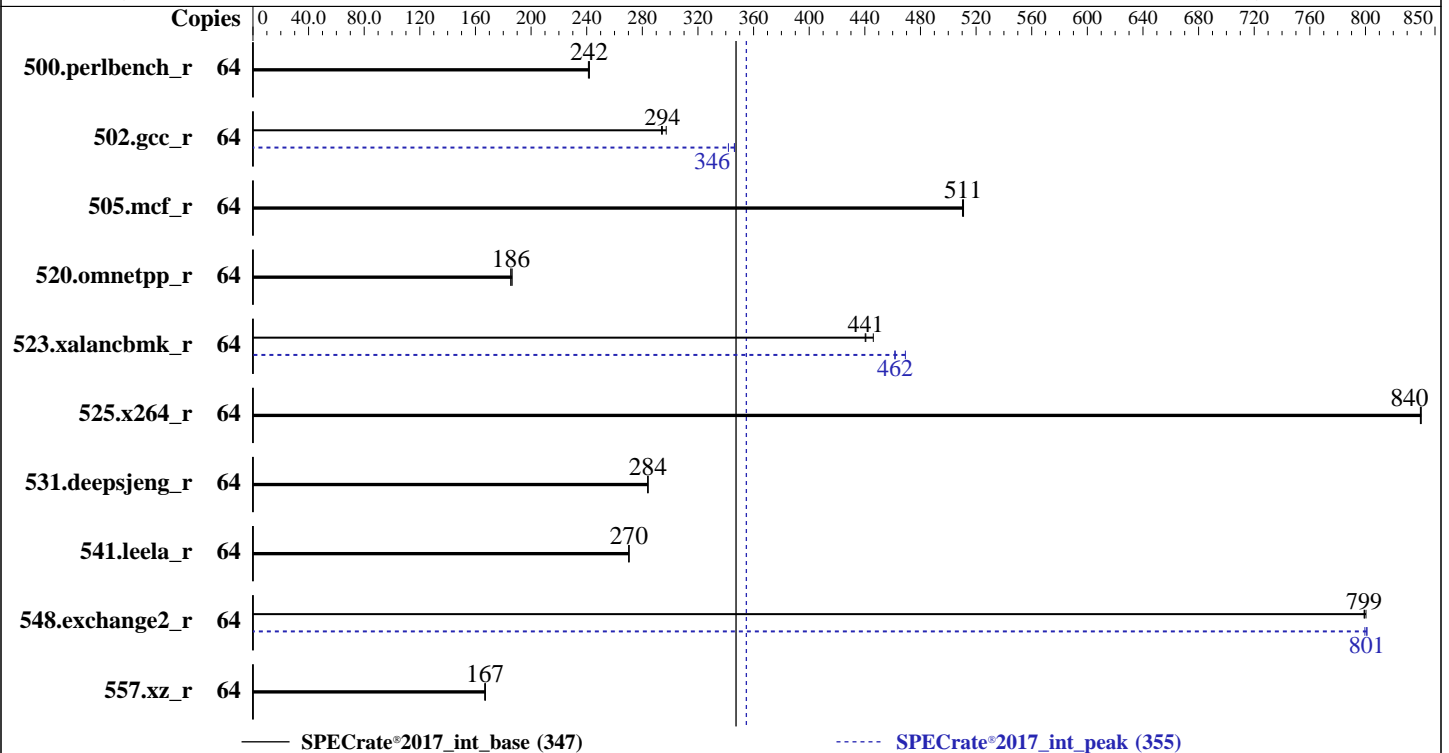 Copies 0 40.0 80.0 120 160 200 240 280 320 360 400 440 480 520 560 600 640 680 720 760 800 850
500.perlbench_r 64 242
502.gcc_r 64 294
346
505.mcf_r 64 511
520.omnetpp_r 64 186
523.xalancbmk_r 64 441
462
525.x264_r 64 840
531.deepsjeng_r 64 284
541.leela_r 64 270
548.exchange2_r 64 799
801
557.xz_r 64 167
SPECrate®2017_int_base (347) SPECrate®2017_int_peak (355)